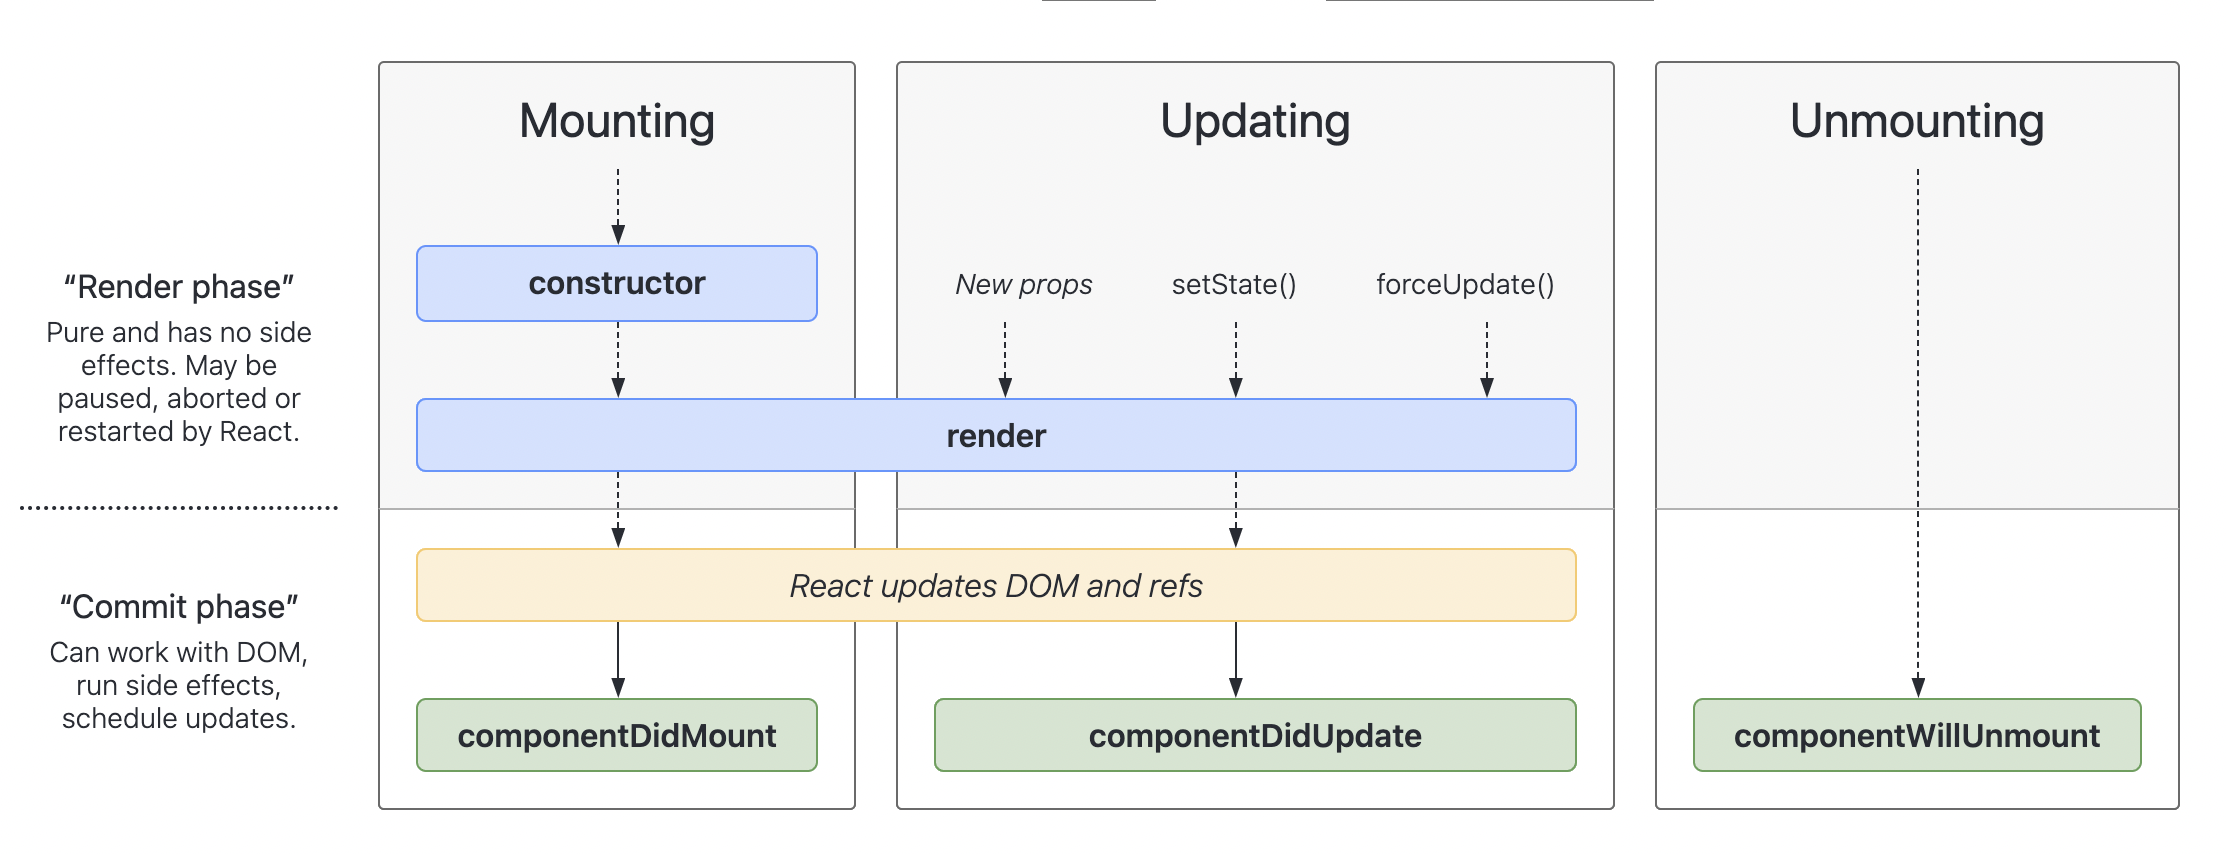 Mounting
Updating
Unmounting
“Render phase”
Pure and has no side
effects. May be
paused, aborted or
restarted by React.
constructor
New props
setState()
forceUpdate()
render
“Commit phase”
Can work with DOM,
run side effects,
schedule updates.
React updates DOM and refs
componentDidMount
componentDidUpdate
componentWillUnmount